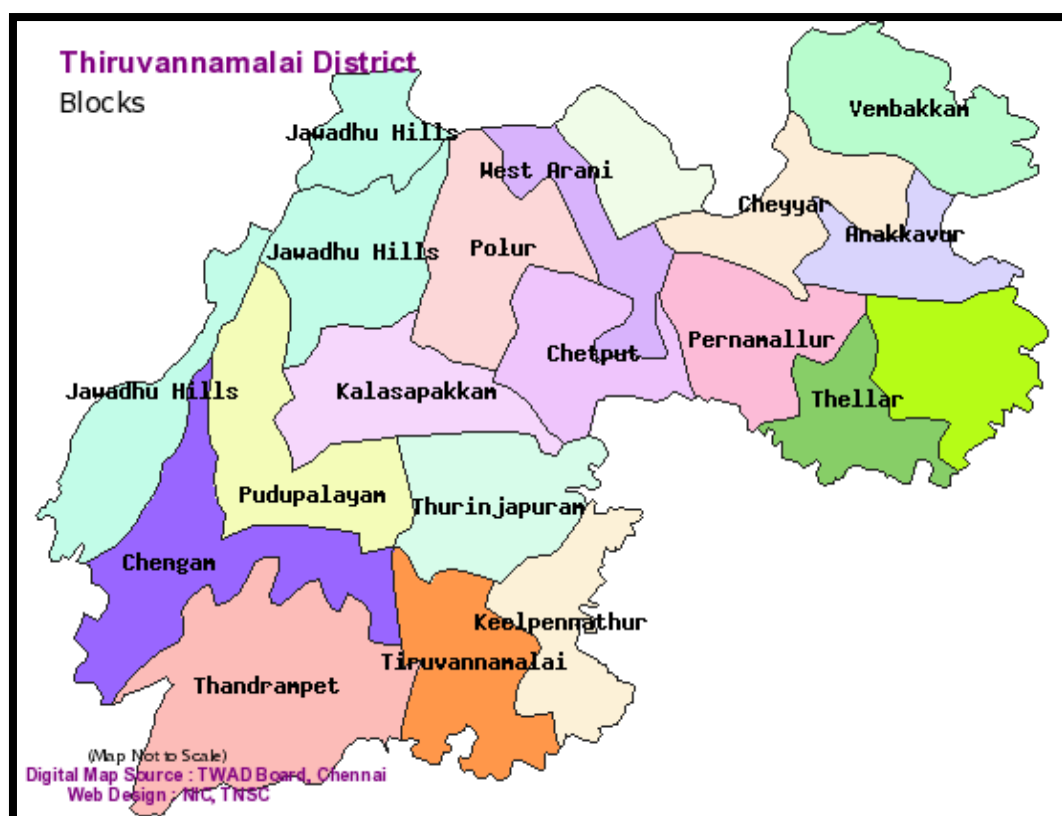 Thiruvannamalai District
Blocks
Vembakkam
Jawadhu Hills
West Arani
Cheyyar
Anakkavur
Jawadhu Hills
Polur
Pernamallur
Chetput
Jawadhu Hills
Kalasapakkam
Thellar
Pudupalayam
Thurinjapuram
Chengam
Keelpennathur
Tiruvannamalai
Thandrampet
(Map Not to Scale)
Digital Map Source : TWAD Board, Chennai
Web Design : NIC, TNSC